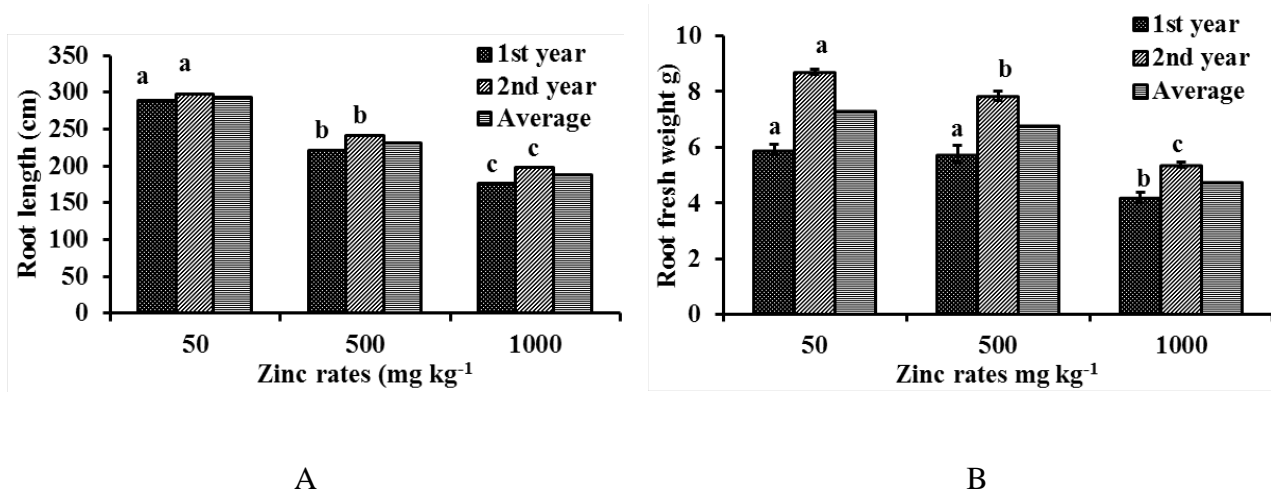 350
300
250
200
150
100
50
0
Root length (cm)
a a
b b
c c
1st year
2nd year
Average
50 500 1000
Zinc rates (mg kg-1
A
10
8
6
4
2
0
Root fresh weight g)
a a
a b
b c
1st year
2nd year
Average
50 500 1000
Zinc rates mg kg-1
B